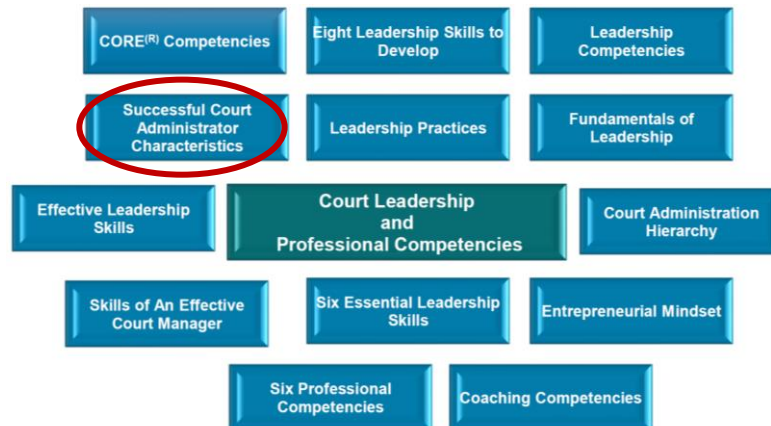 CORE(R) Competencies
Eight Leadership Skills to
Develop
Leadership
Competencies
Successful Court
Administrator
Characteristics
Leadership Practices
Fundamentals of
Leadership
Effective Leadership
Skills
Court Leadership
and
Professional Competencies
Court Administration
Hierarchy
Skills of An Effective
Court Manager
Six Essential Leadership
Skills
Entrepreneurial Mindset
Six Professional
Competencies
Coaching Competencies